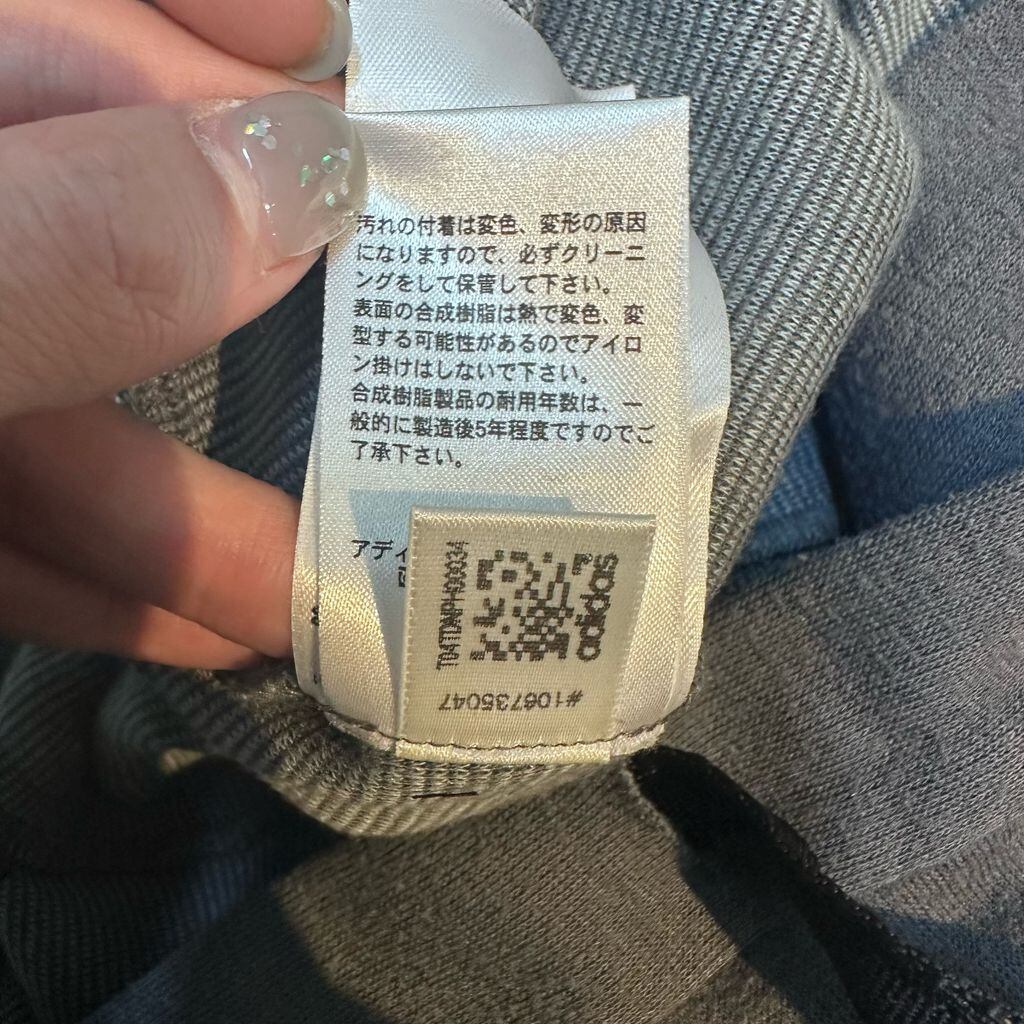 汚れの付着は変色、変形の原因
になりますので、必ずクリーニ
ングをして保管して下さい。
表面の合成樹脂は熱で変色、変
型する可能性があるのでアイロ
ン掛けはしないで下さい。
合成樹脂製品の耐用年数は、一
般的に製造後5年程度ですのでご
了承下さい。
アディ
T04TDNPH00034
adidas
#106735047